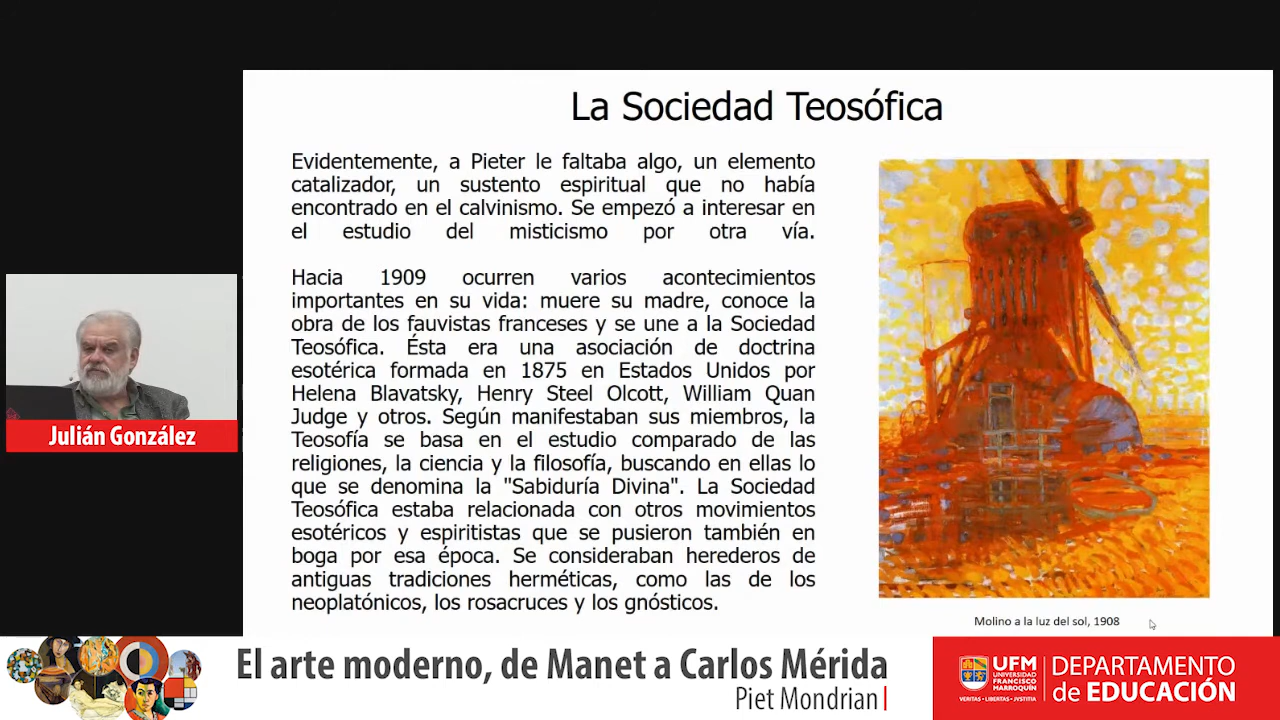 La Sociedad Teosófica
Evidentemente, a Pieter le faltaba algo, un elemento
catalizador, un sustento espiritual que no había
encontrado en el calvinismo. Se empezó a interesar en
el estudio del misticismo por otra vía.
Hacia 1909 ocurren varios acontecimientos
importantes en su vida: muere su madre, conoce la
obra de los fauvistas franceses y se une a la Sociedad
Teosófica. Ésta era una asociación de doctrina
esotérica formada en 1875 en Estados Unidos por
Helena Blavatsky, Henry Steel Olcott, William Quan
Judge y otros. Según manifestaban sus miembros, la
Teosofía se basa en el estudio comparado de las
religiones, la ciencia y la filosofía, buscando en ellas lo
que se denomina la "Sabiduría Divina". La Sociedad
Teosófica estaba relacionada con otros movimientos
esotéricos y espiritistas que se pusieron también en
boga por esa época. Se consideraban herederos de
antiguas tradiciones herméticas, como las de los
neoplatónicos, los rosacruces y los gnósticos.
Molino a la luz del sol, 1908
Julián González
El arte moderno, de Manet a Carlos Mérida
Piet Mondrian
UFM
UNIVERSIDAD
FRANCISCO
MARROQUÍN
VERITAS · LIBERTAS · JVSTITIA
DEPARTAMENTO
de EDUCACIÓN